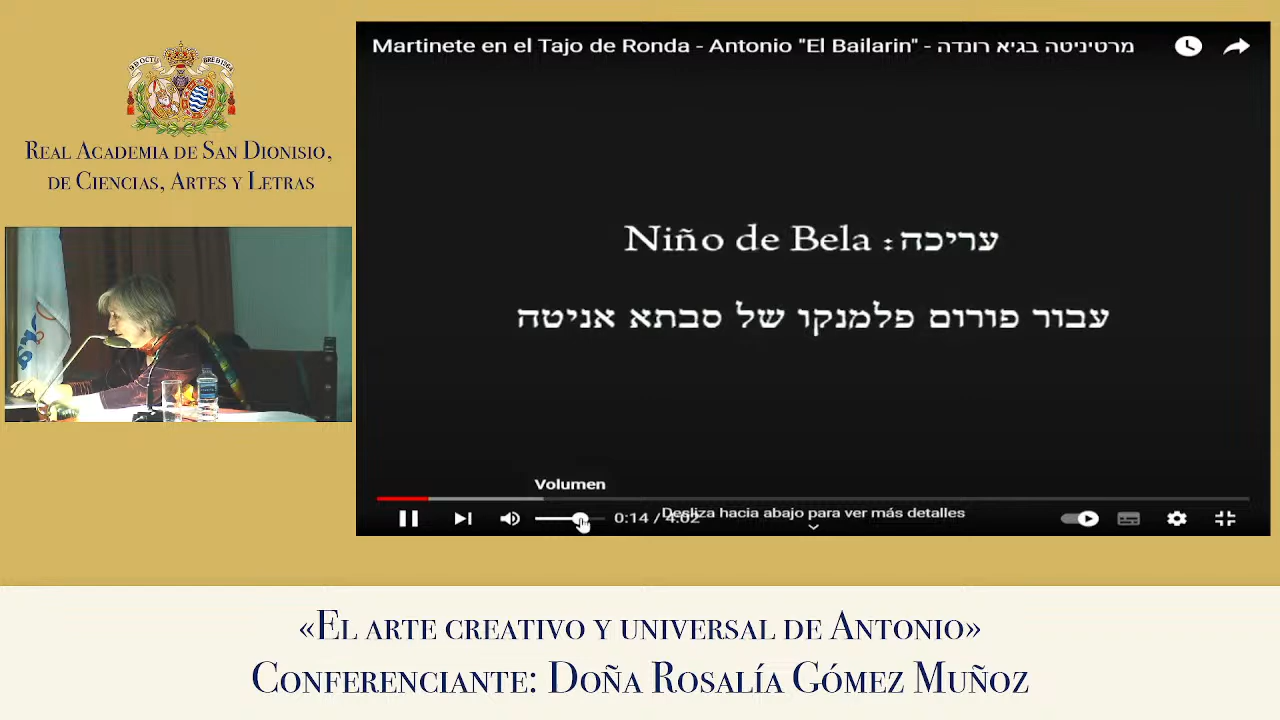 REAL ACADEMIA DE SAN DIONISIO,
DE CIENCIAS, ARTES Y LETRAS
Martinete en el Tajo de Ronda - Antonio "El Bailarin" - מרטיניטה בגיא רונדה
Niño de Bela : עריכה
עבור פורום פלמנקו של סבתא אניטה
Volumen
0:14 / 4:02
Desliza hacia abajo para ver más detalles
«EL ARTE CREATIVO Y UNIVERSAL DE ANTONIO»
CONFERENCIANTE: DOÑA ROSALÍA GÓMEZ MUÑOZ